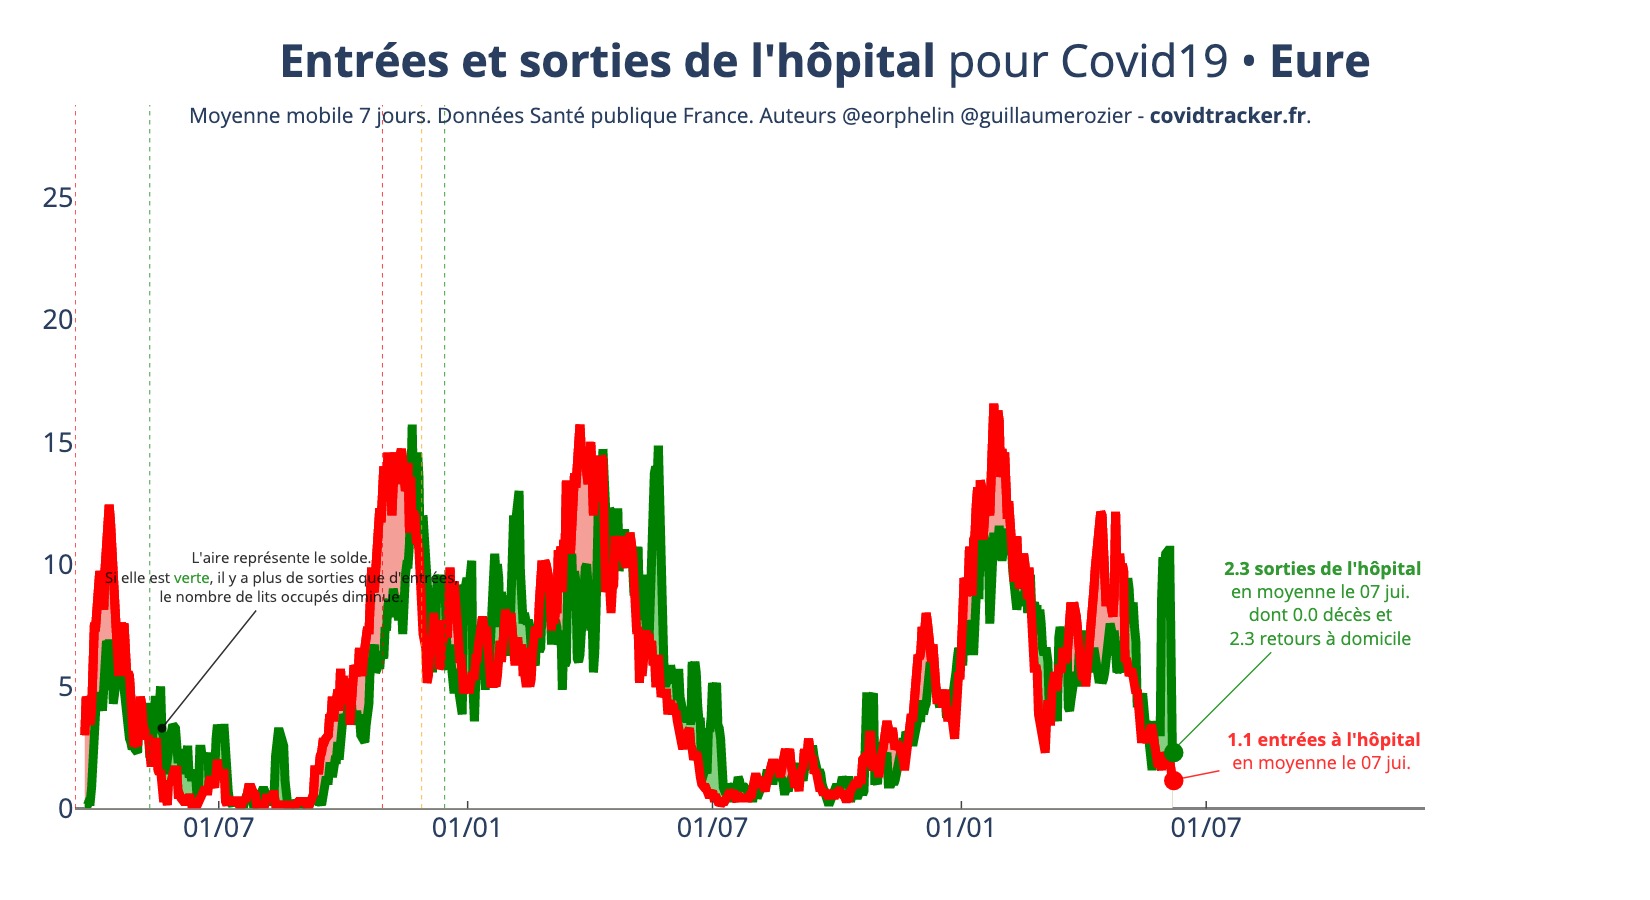 Entrées et sorties de l'hôpital pour Covid19 • Eure
Moyenne mobile 7 jours. Données Santé publique France. Auteurs @eorphelin @guillaumerozier - covidtracker.fr.
25
20
15
10
5
0
L'aire représente le solde.
Si elle est verte, il y a plus de sorties que d'entrées,
le nombre de lits occupés diminue.
2.3 sorties de l'hôpital
en moyenne le 07 jui.
dont 0.0 décès et
2.3 retours à domicile
1.1 entrées à l'hôpital
en moyenne le 07 jui.
01/07
01/01
01/07
01/01
01/07